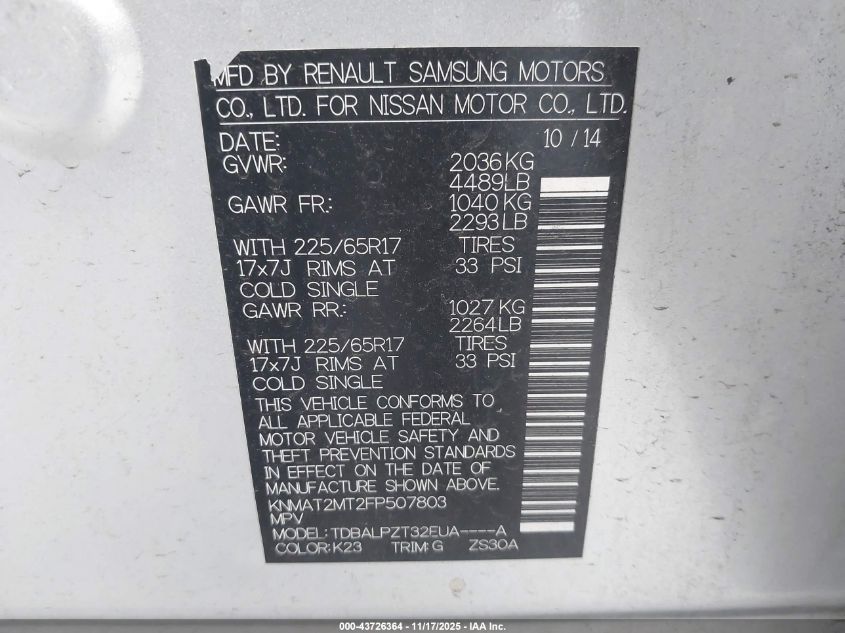 MFD BY RENAULT SAMSUNG MOTORS
CO., LTD. FOR NISSAN MOTOR CO., LTD.
DATE: 10 / 14
GVWR: 2036 KG
4489LB
GAWR FR.: 1040 KG
2293 LB
WITH 225/65R17 TIRES
17x7J RIMS AT 33 PSI
COLD SINGLE
GAWR RR.: 1027 KG
2264LB
WITH 225/65R17 TIRES
17x7J RIMS AT 33 PSI
COLD SINGLE
THIS VEHICLE CONFORMS TO
ALL APPLICABLE FEDERAL
MOTOR VEHICLE SAFETY AND
THEFT PREVENTION STANDARDS
IN EFFECT ON THE DATE OF
MANUFACTURE SHOWN ABOVE.
KNMAT2MT2FP507803
MPV
MODEL: TDBALPZT32EUA----A
COLOR: K23 TRIM: G ZS30A
000-43726364 - 11/17/2025 - IAA Inc.